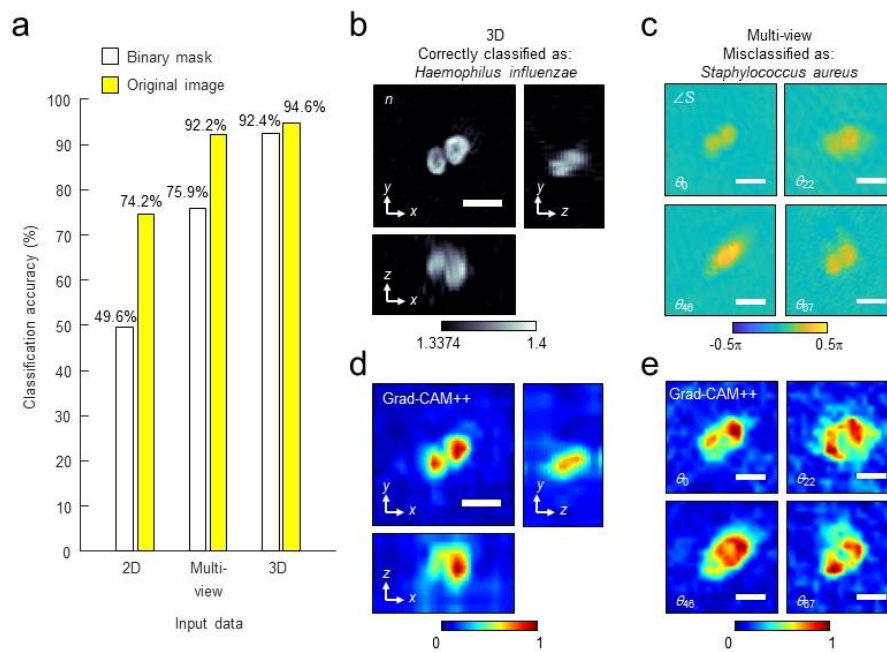 a
Binary mask
Original image
Classification accuracy (%)
100
90
80
70
60
50
40
30
20
10
0
49.6%
74.2%
75.9%
92.2%
92.4%
94.6%
2D
Multi-
view
3D
Input data
b
3D
Correctly classified as:
Haemophilus influenzae
n
y
x
y
z
z
x
1.3374
1.4
c
Multi-view
Misclassified as:
Staphylococcus aureus
∠S
θ0
θ22
θ46
θ67
-0.5π
0.5π
d
Grad-CAM++
y
x
y
z
z
x
0
1
e
Grad-CAM++
θ0
θ22
θ46
θ67
0
1